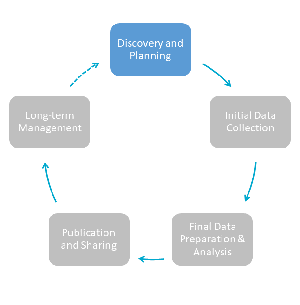 Discovery and
Planning
Initial Data
Collection
Final Data
Preparation &
Analysis
Publication
and Sharing
Long-term
Management